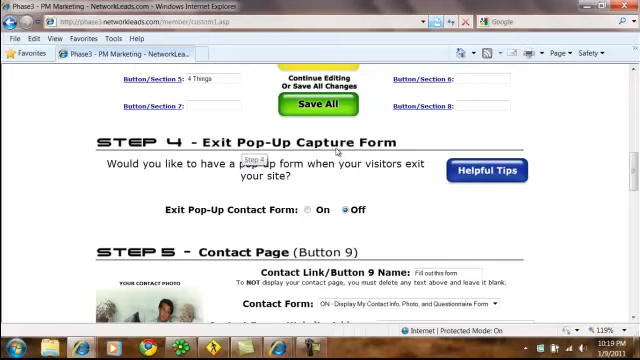 Phase3 - PM Marketing - NetworkLeads.com - Windows Internet Explorer
http://phase3.networkleads.com/member/custom1.asp
Google
File Edit View Favorites Tools Help
Favorites
Phase3 - PM Marketing - NetworkLea...
Page Safety
Button/Section 5: 4 Things
Button/Section 6:
Continue Editing
Or Save All Changes
Button/Section 7:
Save All
Button/Section 8:
STEP 4 - Exit Pop-Up Capture Form
Step 4
Would you like to have a pop-up form when your visitors exit
your site?
Helpful Tips
Exit Pop-Up Contact Form: On Off
STEP 5 - Contact Page (Button 9)
Contact Link/Button 9 Name: Fill out this form
To NOT display your contact page, you must delete any text above and leave it blank.
YOUR CONTACT PHOTO
Contact Form: ON - Display My Contact Info, Photo, and Questionnaire Form
Internet | Protected Mode: On
119%
10:19 PM
1/9/2011